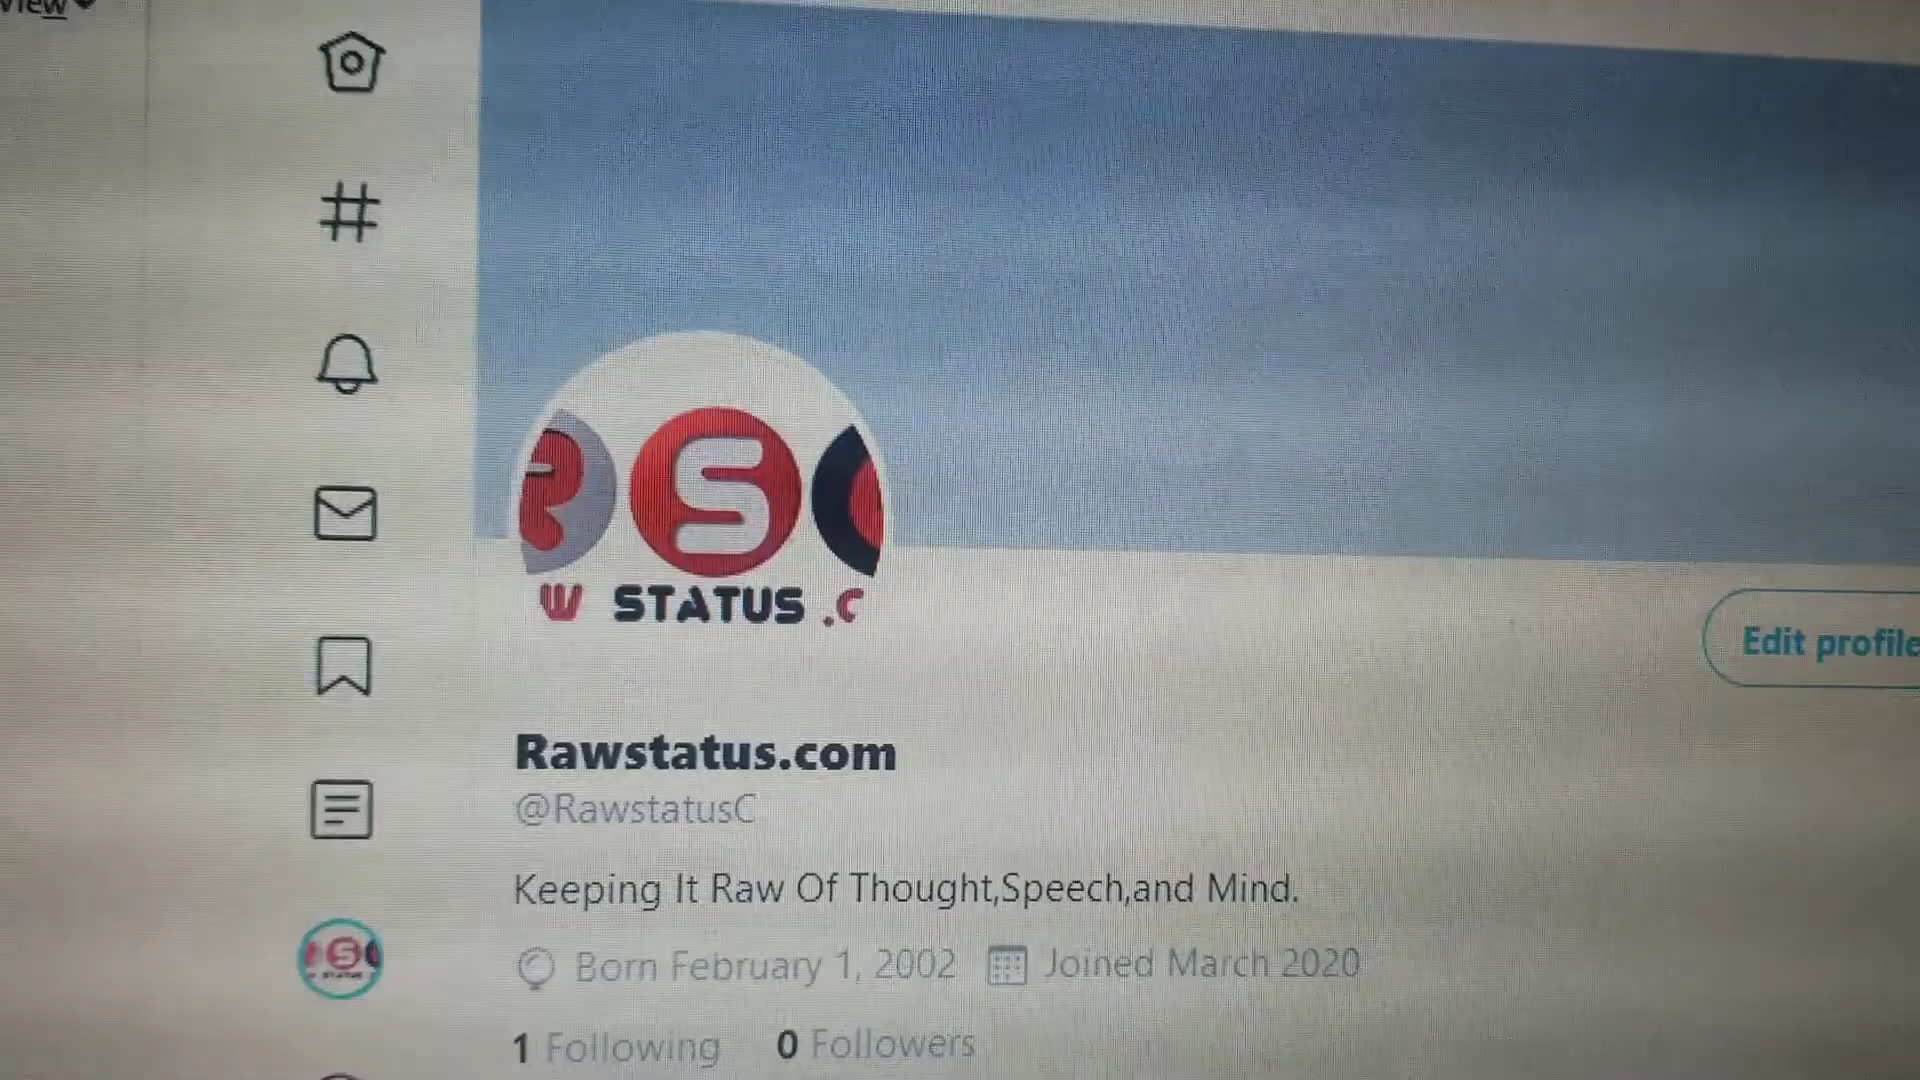 View
R S C
W STATUS .C
Edit profile
Rawstatus.com
@RawstatusC
Keeping It Raw Of Thought,Speech,and Mind.
Born February 1, 2002 Joined March 2020
S
1 Following 0 Followers